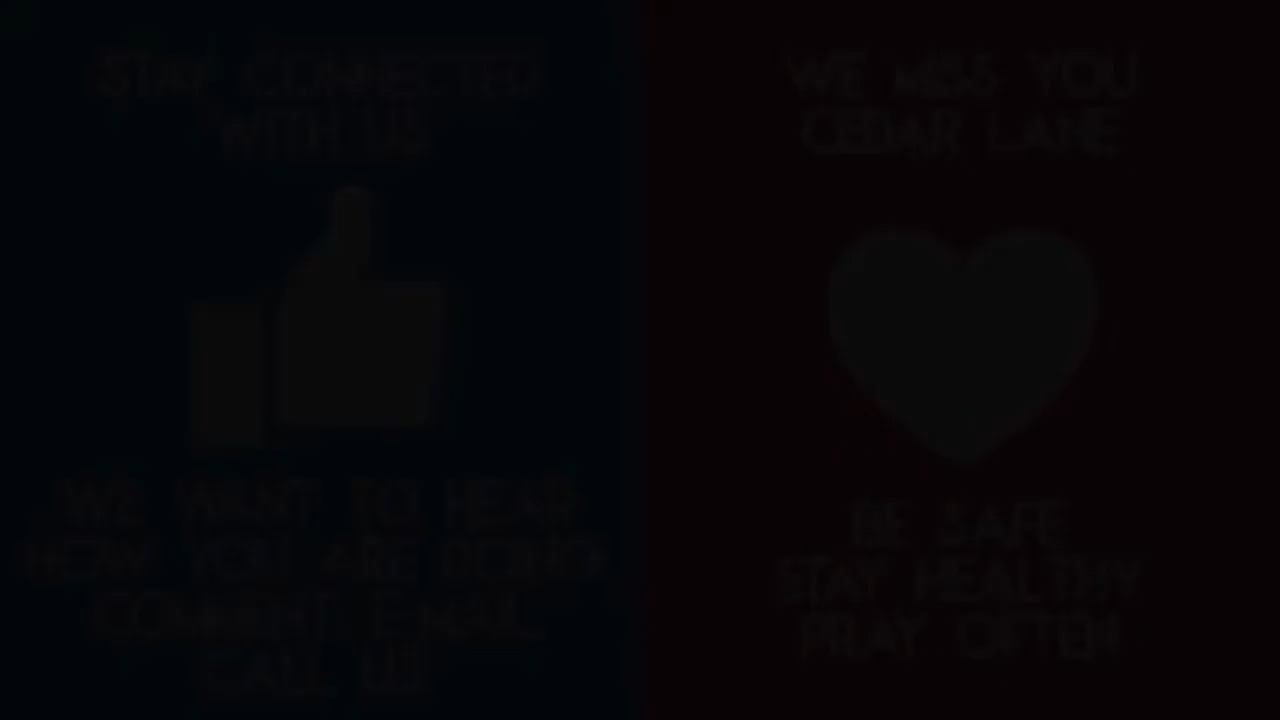 STAY CONNECTED
WITH US
WE WANT TO HEAR
HOW YOU ARE DOING
COMMENT E-MAIL
CALL US
WE MISS YOU
CEDAR LANE
BE SAFE
STAY HEALTHY
PRAY OFTEN